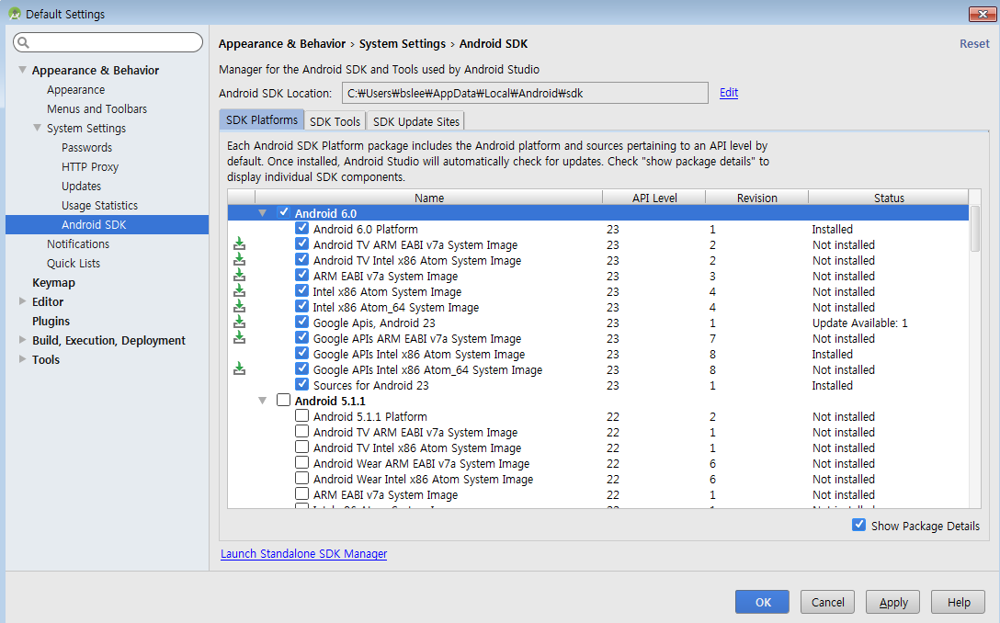 Default Settings
Appearance & Behavior
Appearance
Menus and Toolbars
System Settings
Passwords
HTTP Proxy
Updates
Usage Statistics
Android SDK
Notifications
Quick Lists
Keymap
Editor
Plugins
Build, Execution, Deployment
Tools
Appearance & Behavior › System Settings › Android SDK
Reset
Manager for the Android SDK and Tools used by Android Studio
Android SDK Location: C:₩Users₩bslee₩AppData₩Local₩Android₩sdk Edit
SDK Platforms SDK Tools SDK Update Sites
Each Android SDK Platform package includes the Android platform and sources pertaining to an API level by
default. Once installed, Android Studio will automatically check for updates. Check "show package details" to
display individual SDK components.
Name API Level Revision Status
Android 6.0
Android 6.0 Platform 23 1 Installed
Android TV ARM EABI v7a System Image 23 2 Not installed
Android TV Intel x86 Atom System Image 23 2 Not installed
ARM EABI v7a System Image 23 3 Not installed
Intel x86 Atom System Image 23 4 Not installed
Intel x86 Atom_64 System Image 23 4 Not installed
Google Apis, Android 23 23 1 Update Available: 1
Google APIs ARM EABI v7a System Image 23 7 Not installed
Google APIs Intel x86 Atom System Image 23 8 Installed
Google APIs Intel x86 Atom_64 System Image 23 8 Not installed
Sources for Android 23 23 1 Installed
Android 5.1.1
Android 5.1.1 Platform 22 2 Not installed
Android TV ARM EABI v7a System Image 22 1 Not installed
Android TV Intel x86 Atom System Image 22 1 Not installed
Android Wear ARM EABI v7a System Image 22 6 Not installed
Android Wear Intel x86 Atom System Image 22 6 Not installed
ARM EABI v7a System Image 22 1 Not installed
Show Package Details
Launch Standalone SDK Manager
OK Cancel Apply Help